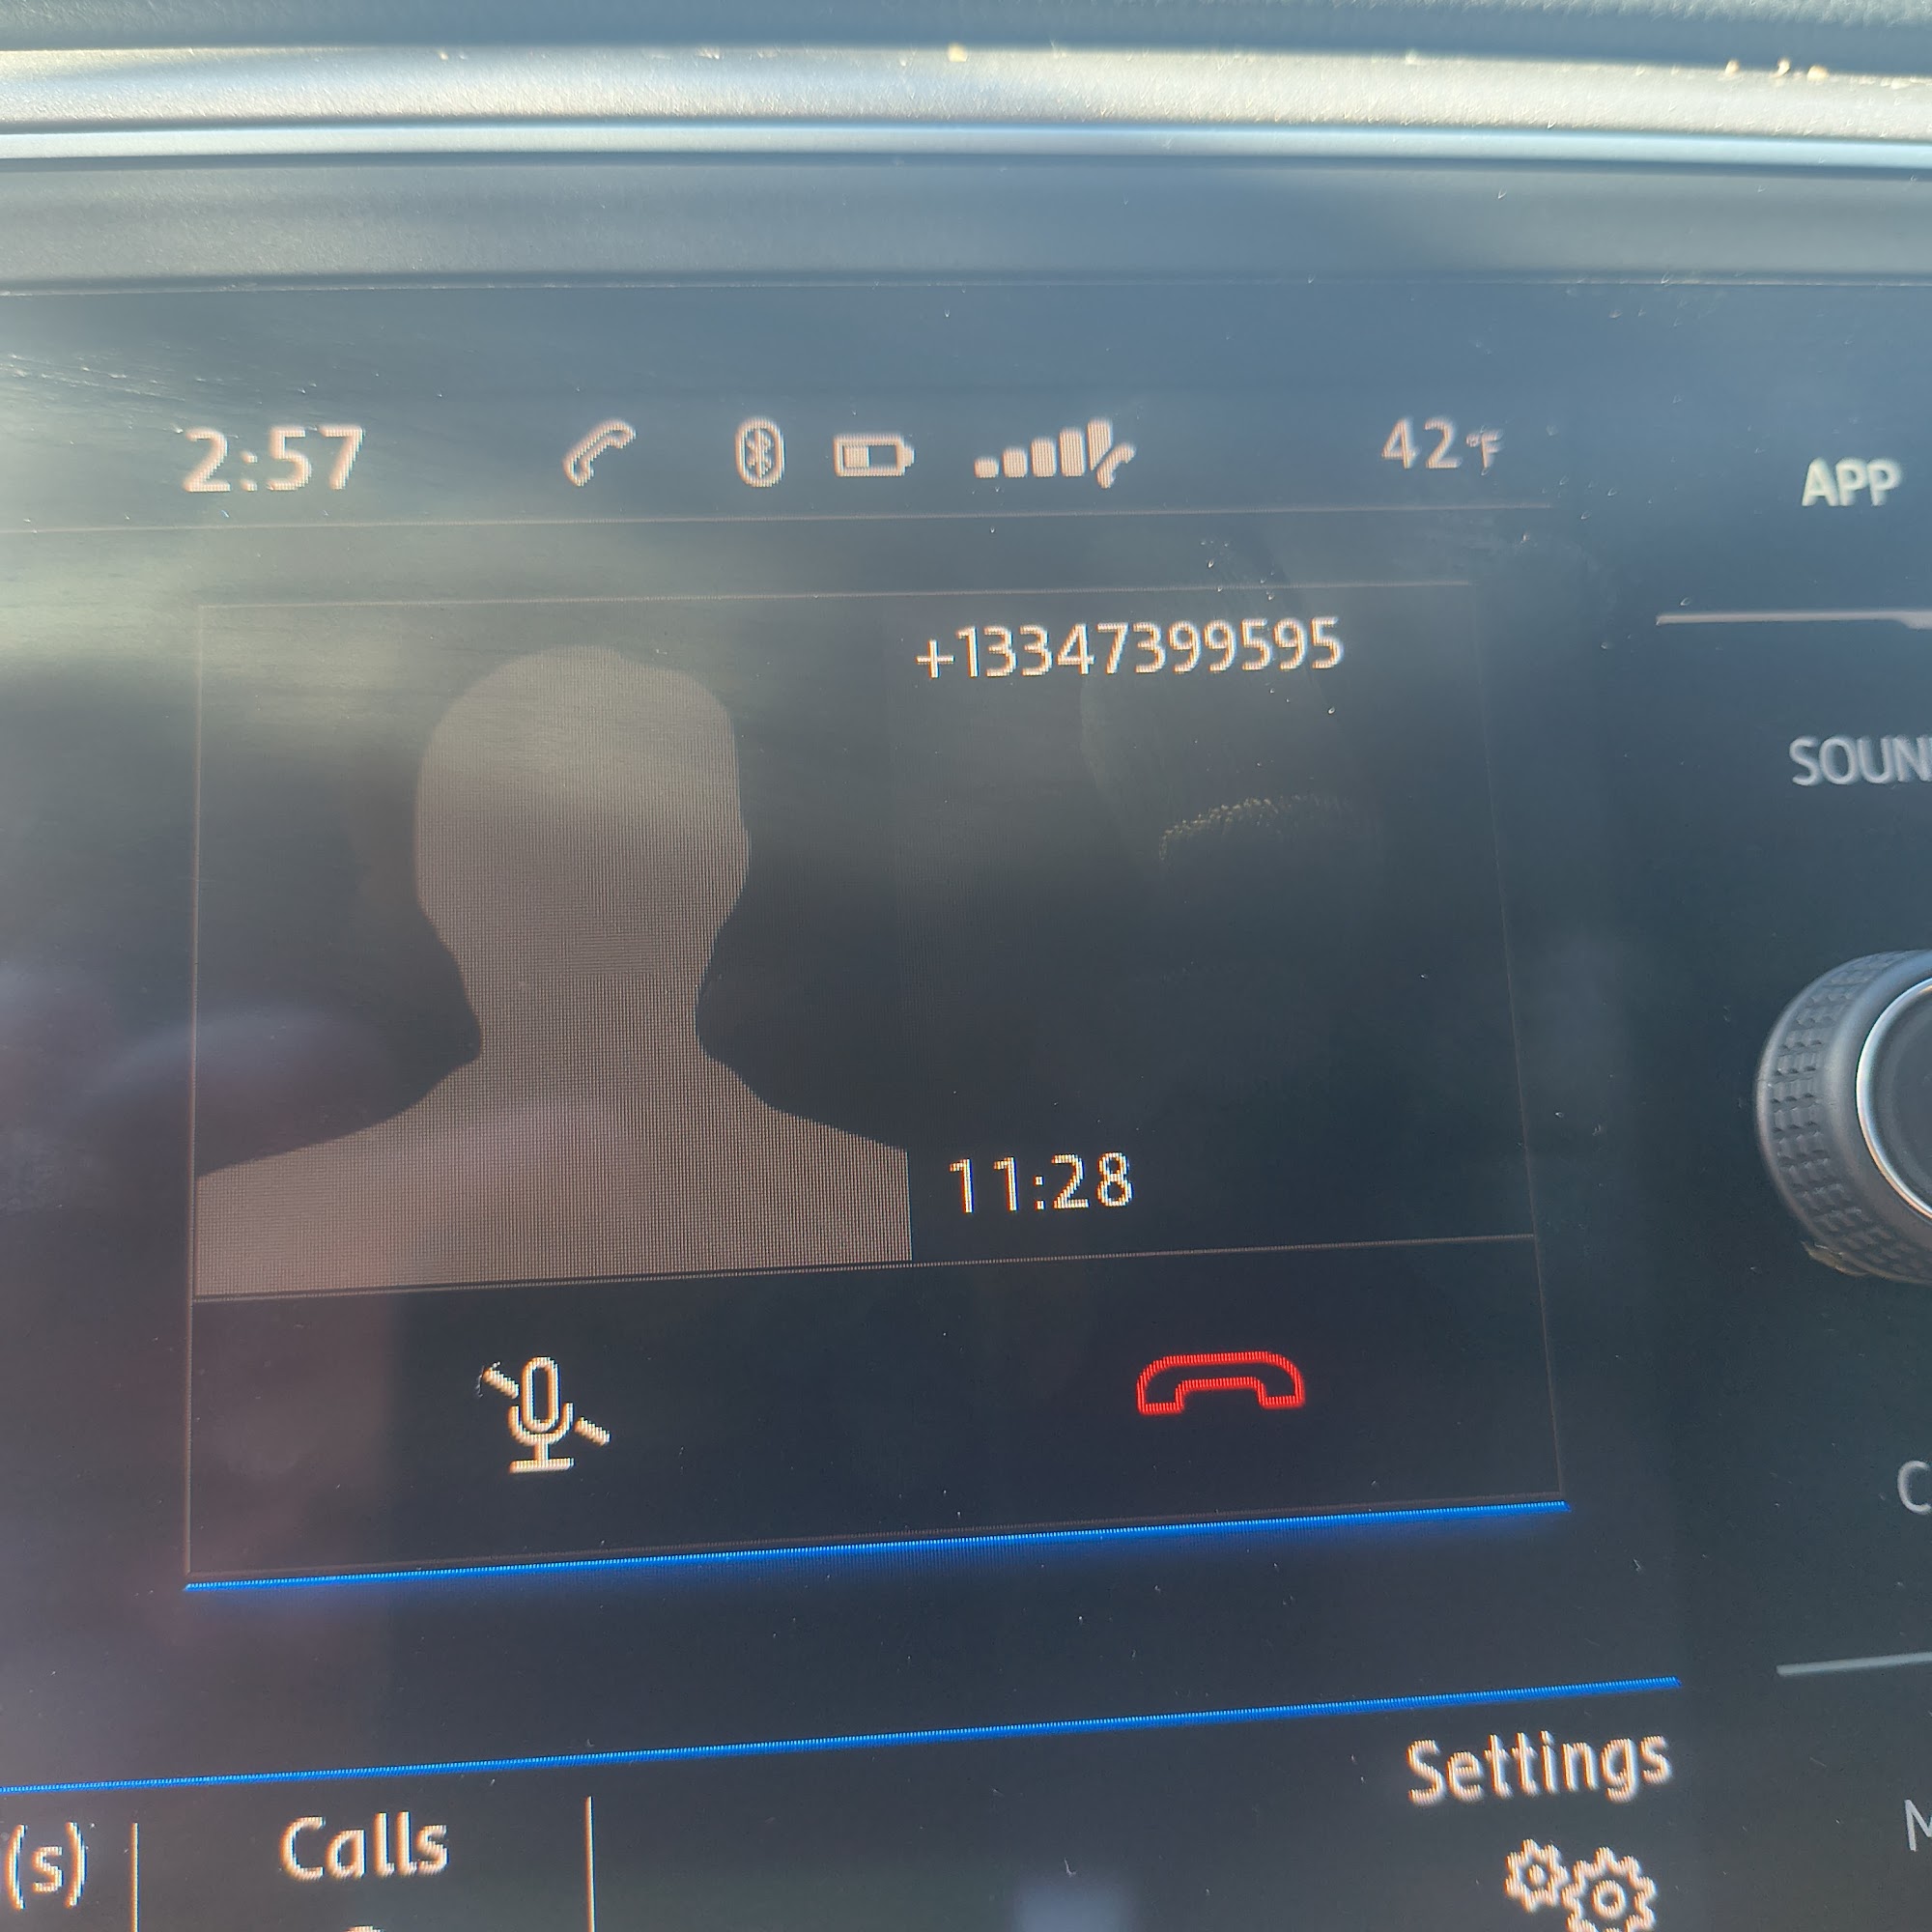 2:57
42°F
APP
+13347399595
SOUN
11:28
C
Settings
(s)
Calls
M